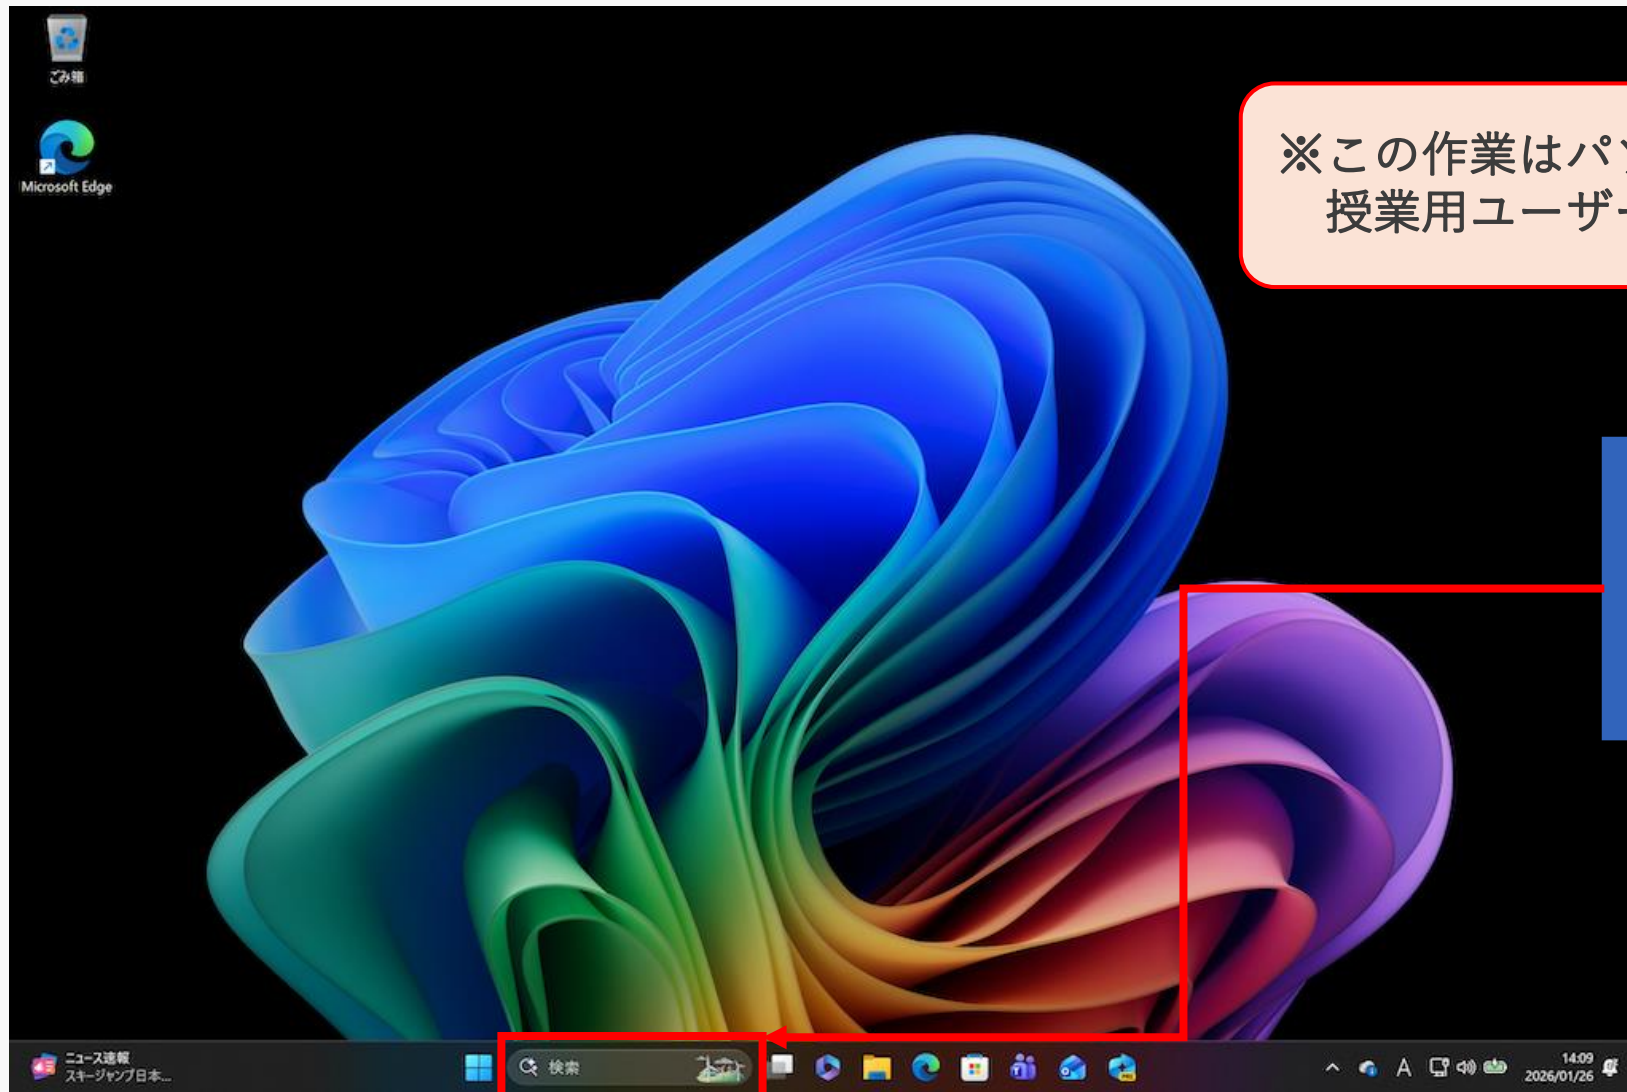 ごみ箱
Microsoft Edge
※この作業はパソ
授業用ユーザー
ニュース速報
スキージャンプ日本...
検索
A
14:09
2026/01/26